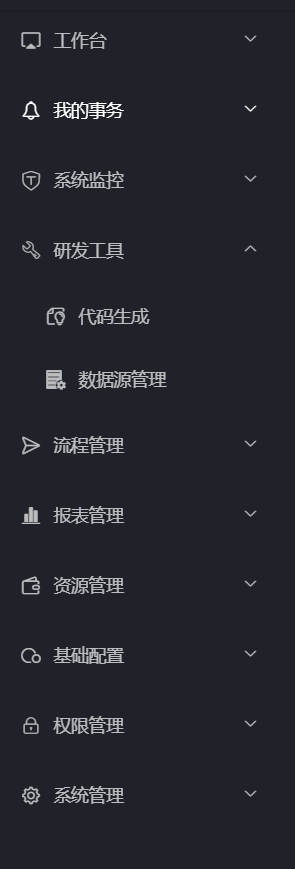 工作台
我的事务
系统监控
研发工具
代码生成
数据源管理
流程管理
报表管理
资源管理
基础配置
权限管理
系统管理